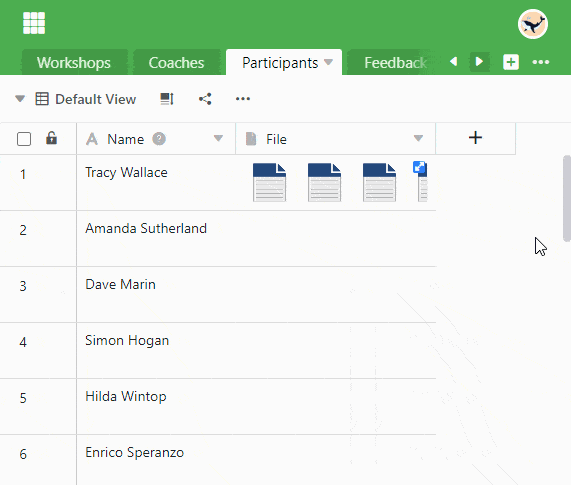 Workshops Coaches Participants Feedback
Default View
Name ? File
1 Tracy Wallace
2 Amanda Sutherland
3 Dave Marin
4 Simon Hogan
5 Hilda Wintop
6 Enrico Speranzo